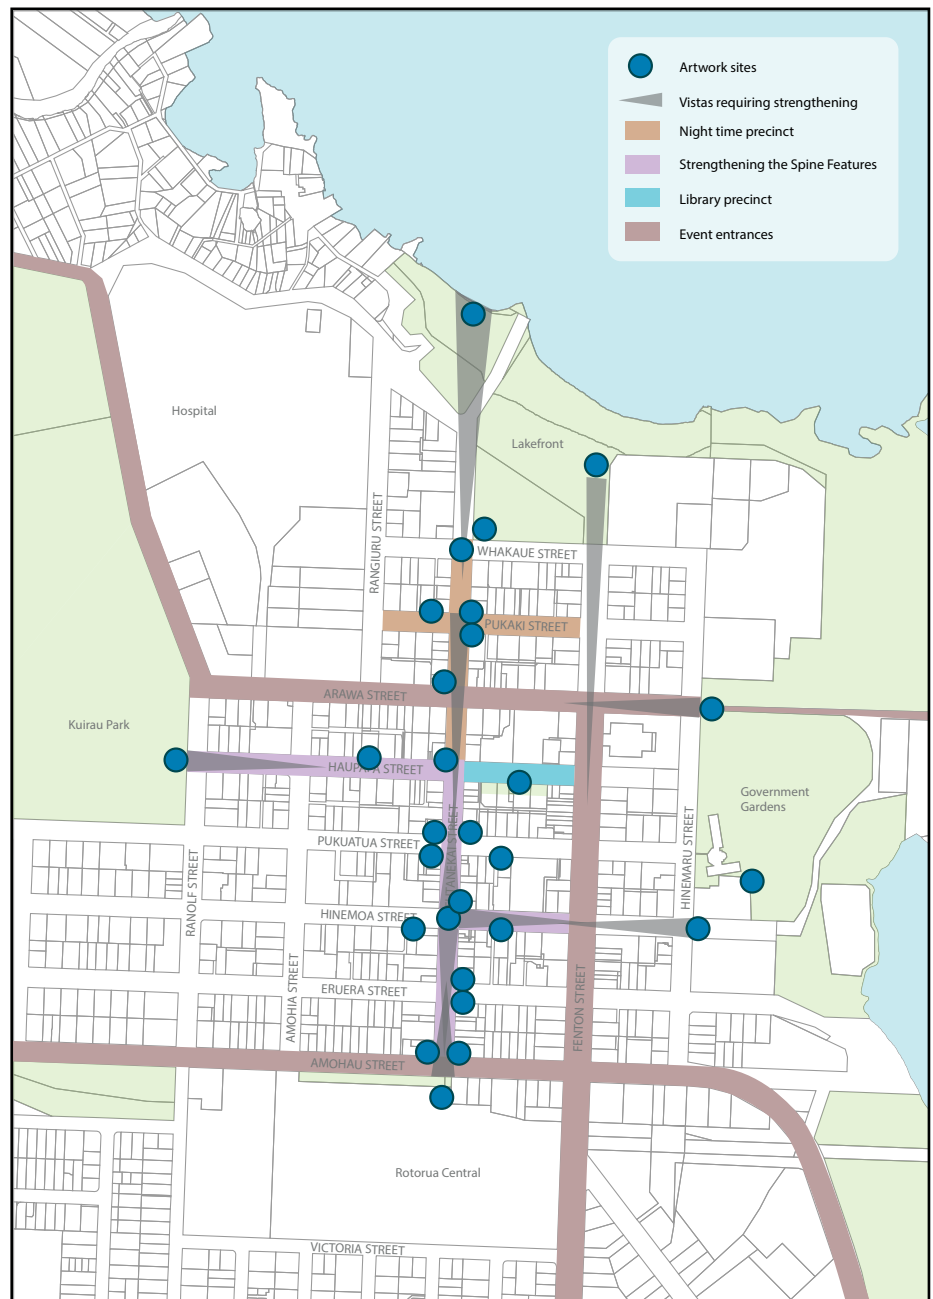 Artwork sites
Vistas requiring strengthening
Night time precinct
Strengthening the Spine Features
Library precinct
Event entrances
Hospital
Lakefront
RANGIURU STREET
WHAKAUE STREET
PUKAKI STREET
ARAWA STREET
Kuirau Park
STREET
Government
Gardens
HINEMARU STREET
PUKUATUA STREET
RANOLF STREET
HINEMOA STREET
AMOHIA STREET
ERUERA STREET
FENTON STREET
AMOHAU STREET
Rotorua Central
VICTORIA STREET